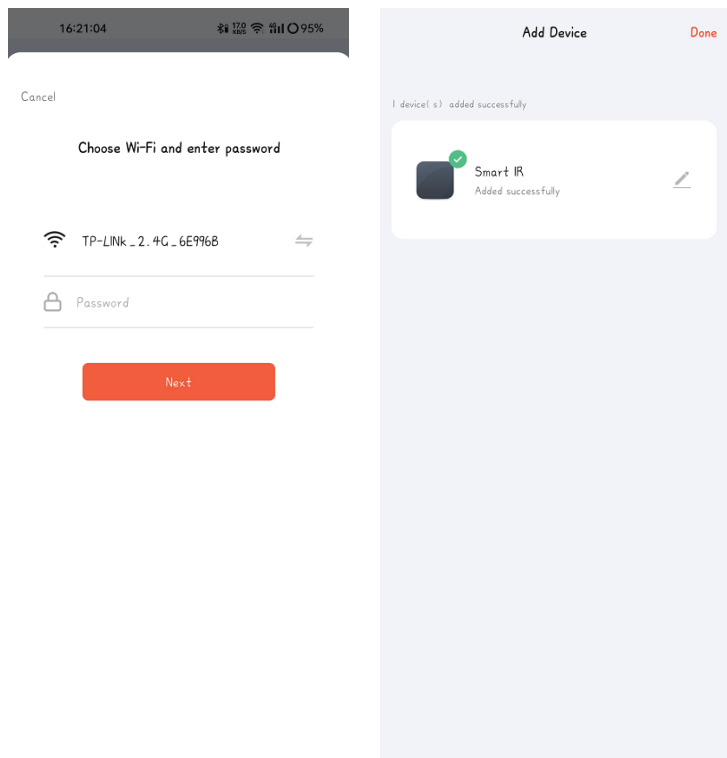 16:21:04
17.0 KB/S 4G 95%
Cancel
Choose Wi-Fi and enter password
TP-LINk_2.4G_6E996B
Password
Next
Add Device
Done
1 device(s) added successfully
Smart IR
Added successfully